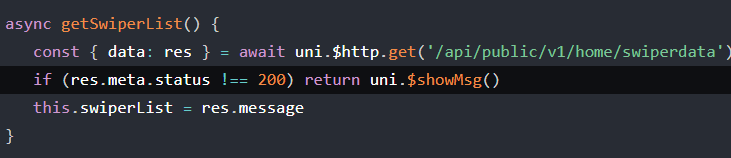 async getSwiperList() {
const { data: res } = await uni.$http.get('/api/public/v1/home/swiperdata')
if (res.meta.status !== 200) return uni.$showMsg()
this.swiperList = res.message
}